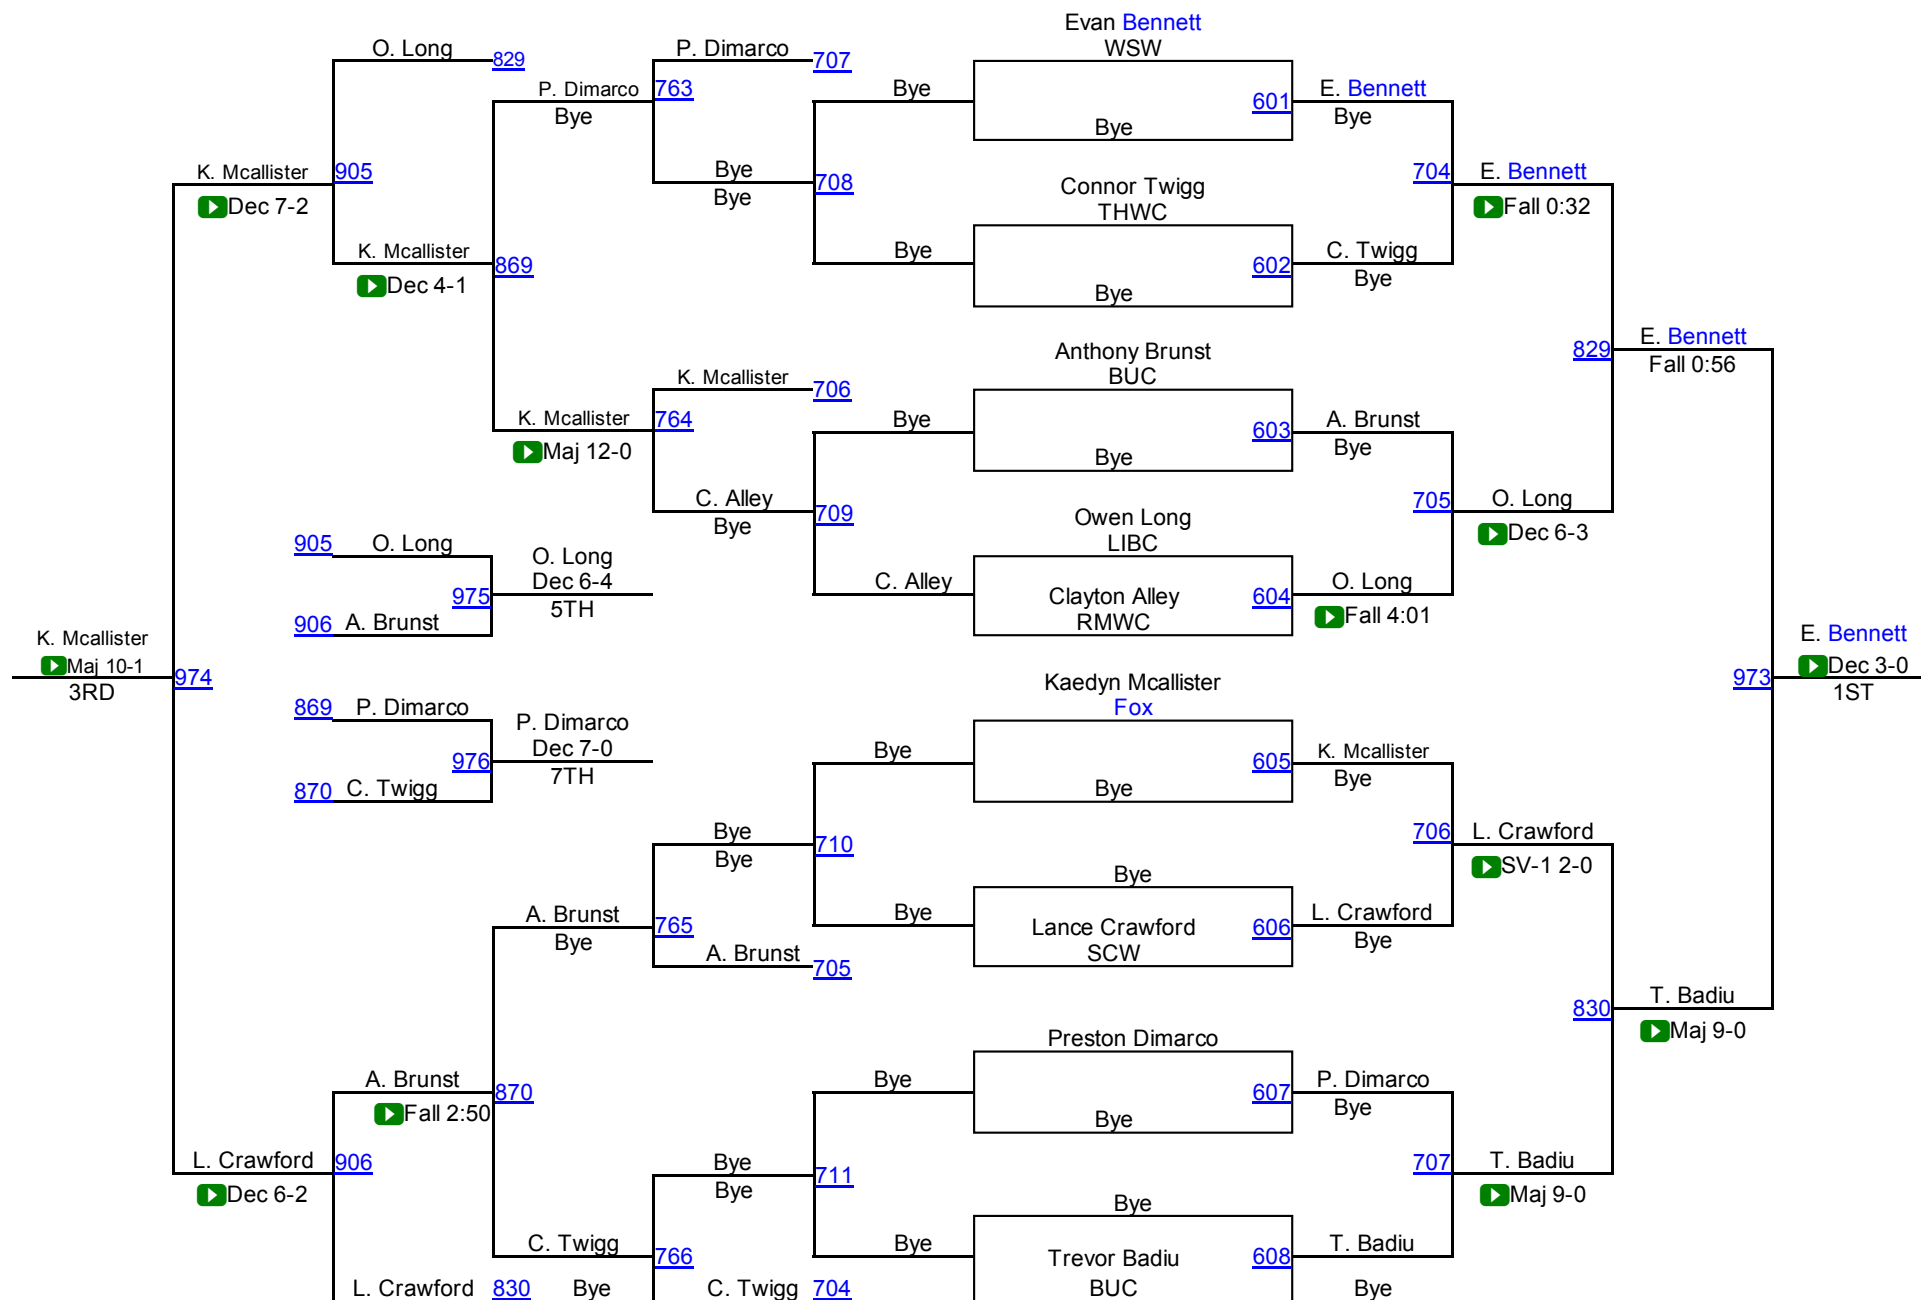 Evan Bennett
WSW
O. Long
829
P. Dimarco
707
P. Dimarco
763
Bye
Bye
601
E. Bennett
Bye
Bye
K. Mcallister
905
Dec 7-2
Bye
Bye
708
Connor Twigg
THWC
704
E. Bennett
Fall 0:32
K. Mcallister
869
Dec 4-1
Bye
Bye
602
C. Twigg
Bye
Anthony Brunst
BUC
829
E. Bennett
Fall 0:56
K. Mcallister
706
K. Mcallister
764
Maj 12-0
Bye
Bye
603
A. Brunst
Bye
C. Alley
Bye
709
Owen Long
LIBC
705
O. Long
Dec 6-3
905
O. Long
O. Long
Dec 6-4
5TH
975
906
A. Brunst
C. Alley
Clayton Alley
RMWC
604
O. Long
Fall 4:01
K. Mcallister
Maj 10-1
3RD
974
Kaedyn Mcallister
Fox
973
E. Bennett
Dec 3-0
1ST
869
P. Dimarco
P. Dimarco
Dec 7-0
7TH
976
870
C. Twigg
Bye
Bye
605
K. Mcallister
Bye
Bye
Bye
710
706
L. Crawford
SV-1 2-0
Bye
A. Brunst
Bye
765
Bye
Lance Crawford
SCW
606
L. Crawford
Bye
A. Brunst
705
830
T. Badiu
Maj 9-0
Preston Dimarco
A. Brunst
870
Fall 2:50
Bye
Bye
607
P. Dimarco
Bye
L. Crawford
906
Dec 6-2
Bye
Bye
711
707
T. Badiu
Maj 9-0
Bye
C. Twigg
766
Bye
Trevor Badiu
BUC
608
T. Badiu
L. Crawford
830
Bye
C. Twigg
704
Bye